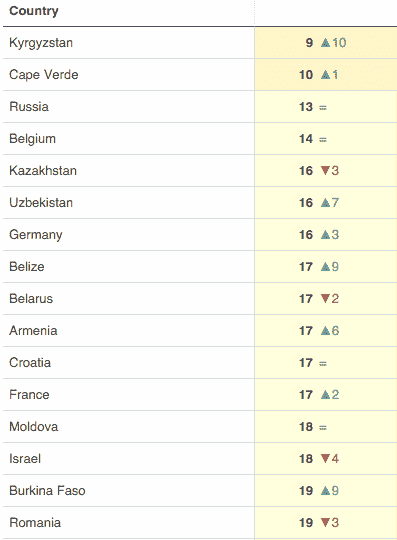 Country
Kyrgyzstan 9 ▲10
Cape Verde 10 ▲1
Russia 13 =
Belgium 14 =
Kazakhstan 16 ▼3
Uzbekistan 16 ▲7
Germany 16 ▲3
Belize 17 ▲9
Belarus 17 ▼2
Armenia 17 ▲6
Croatia 17 =
France 17 ▲2
Moldova 18 =
Israel 18 ▼4
Burkina Faso 19 ▲9
Romania 19 ▼3